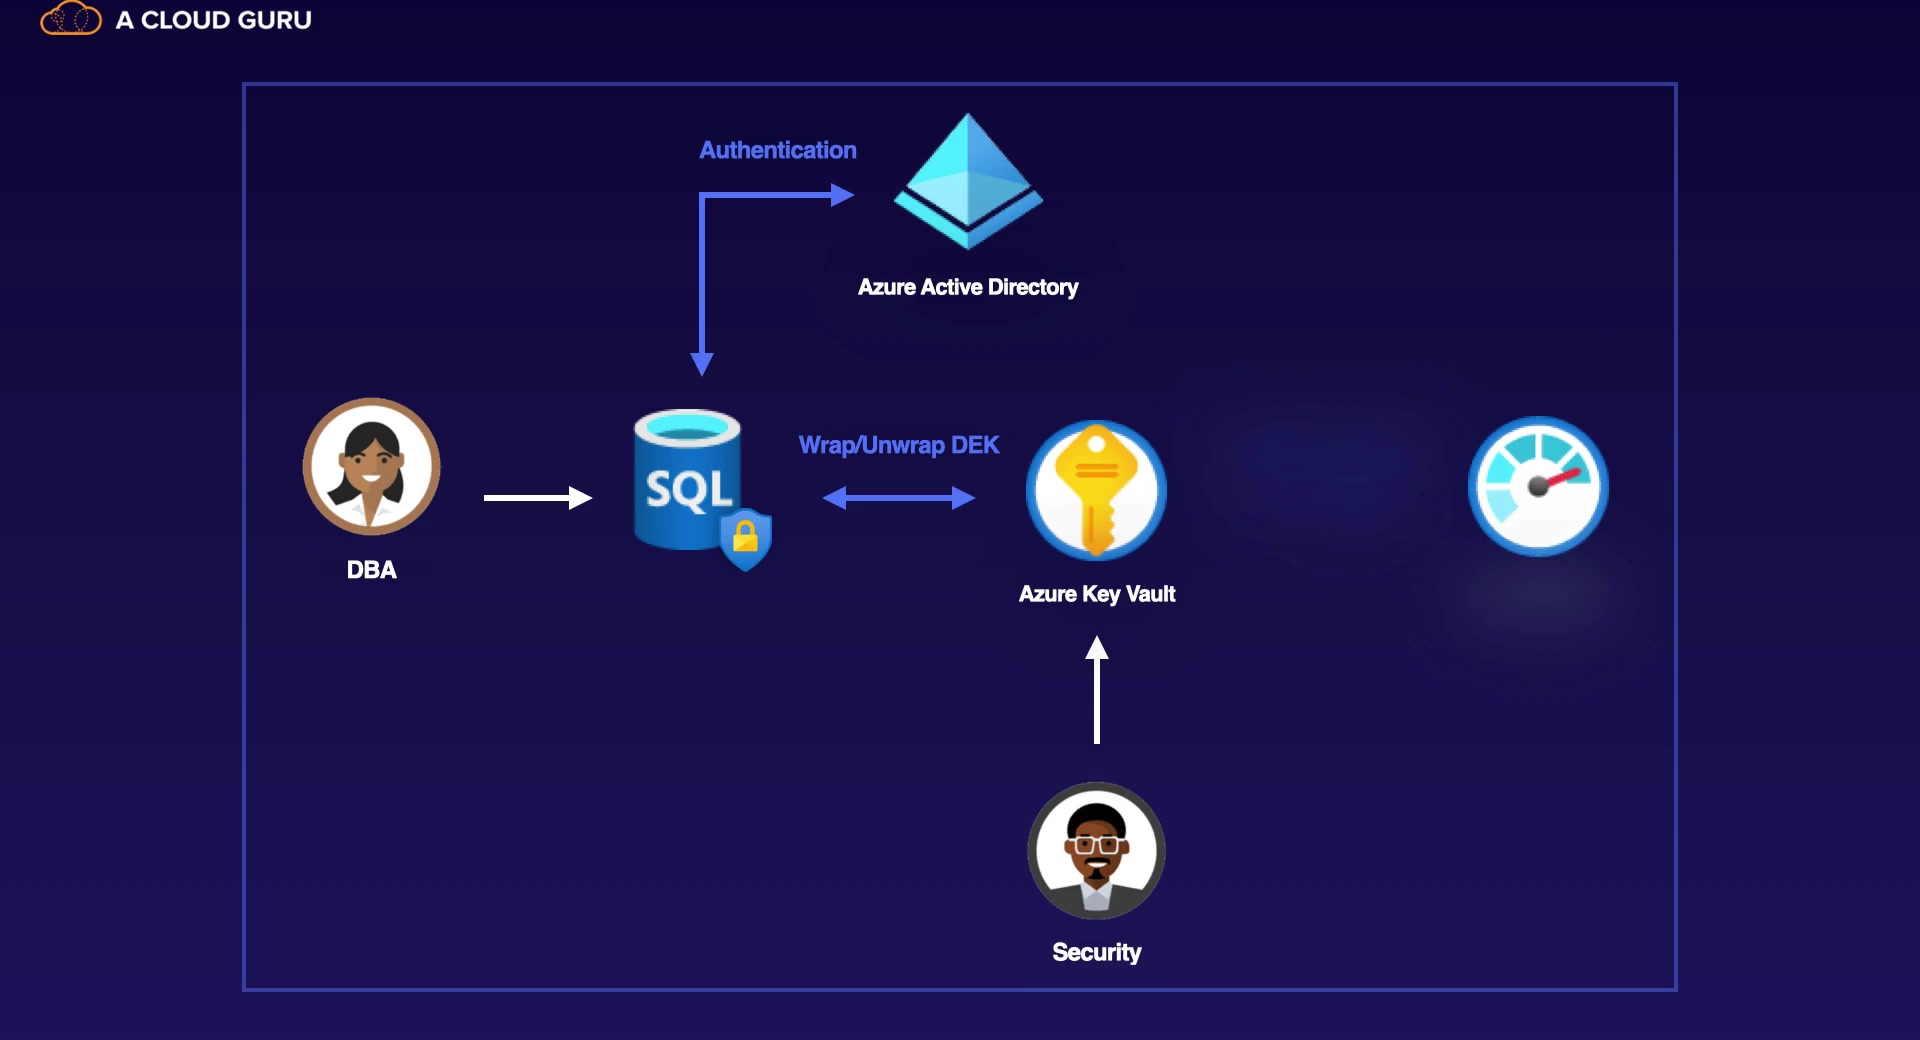 A CLOUD GURU
Authentication
Azure Active Directory
SQL
Wrap/Unwrap DEK
DBA
Azure Key Vault
Security